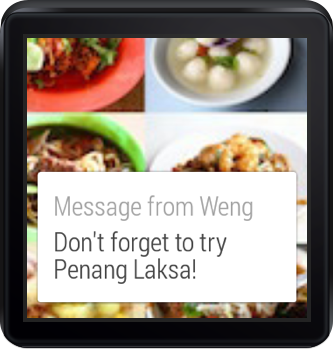 Message from Weng
Don't forget to try
Penang Laksa!